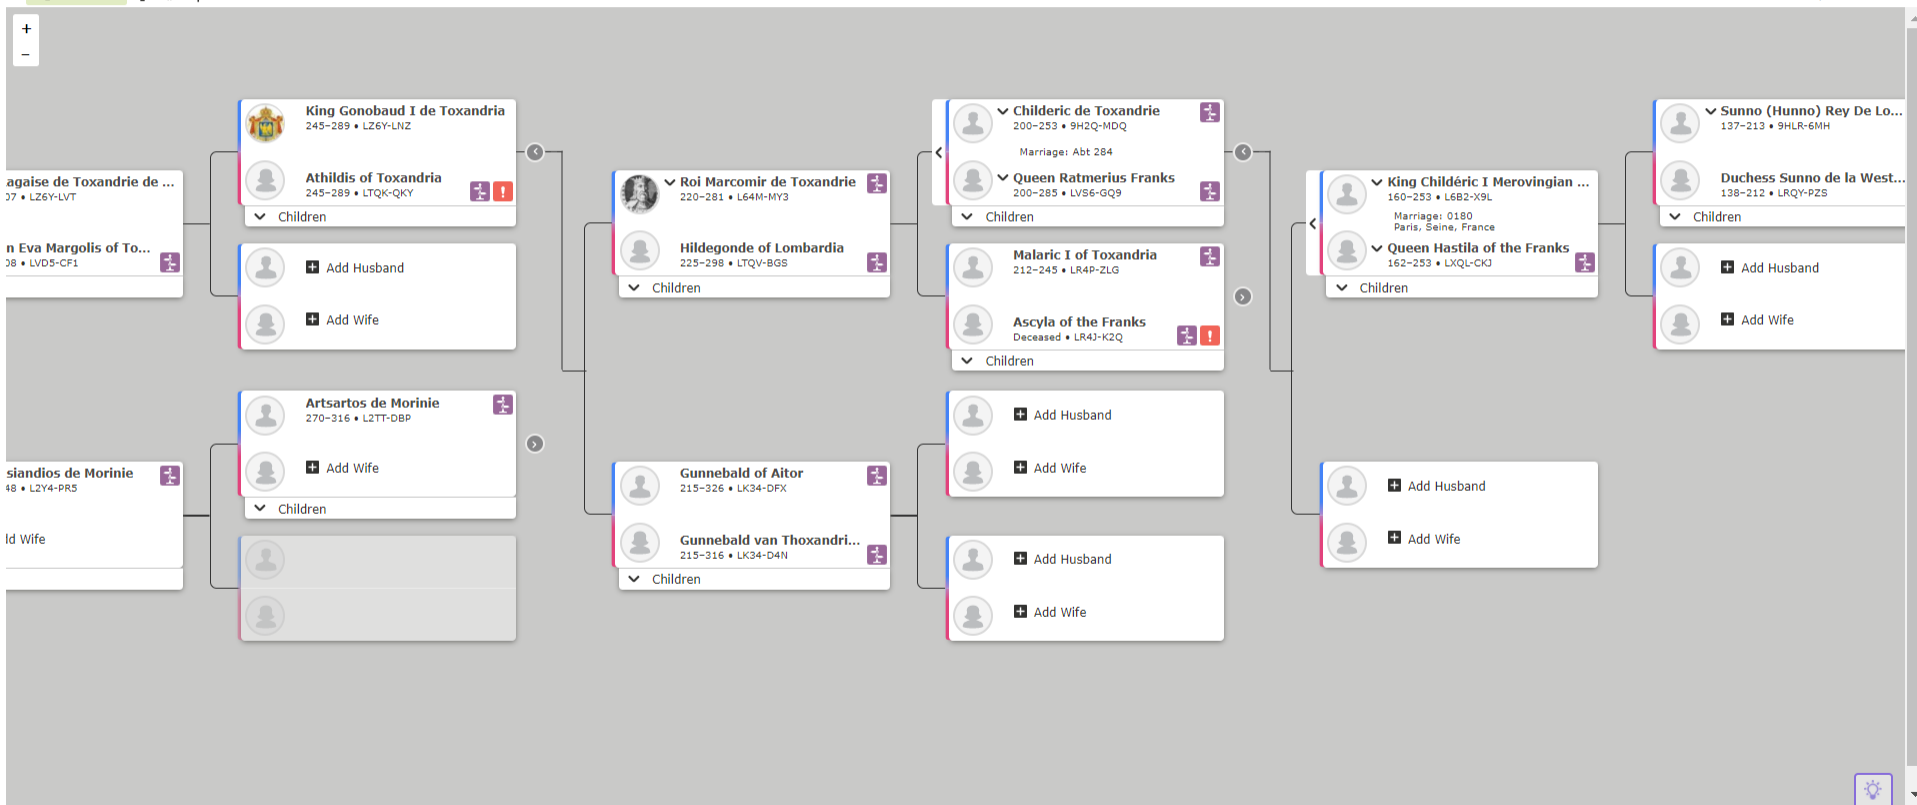 +
−
agaise de Toxandrie de ...
07 • LZ6Y-LVT
n Eva Margolis of To...
08 • LVD5-CF1
siandios de Morinie
48 • L2Y4-PR5
dd Wife
King Gonobaud I de Toxandria
245–289 • LZ6Y-LNZ
Athildis of Toxandria
245–289 • LTQK-QKY
Children
Add Husband
Add Wife
Artsartos de Morinie
270–316 • L2TT-DBP
Add Wife
Children
Roi Marcomir de Toxandrie
220–281 • L64M-MY3
Hildegonde of Lombardia
225–298 • LTQV-BGS
Children
Gunnebald of Aitor
215–326 • LK34-DFX
Gunnebald van Thoxandri...
215–316 • LK34-D4N
Children
Childeric de Toxandrie
200–253 • 9H2Q-MDQ
Marriage: Abt 284
Queen Ratmerius Franks
200–285 • LVS6-GQ9
Children
Malaric I of Toxandria
212–245 • LR4P-ZLG
Ascyla of the Franks
Deceased • LR4J-K2Q
Children
Add Husband
Add Wife
Add Husband
Add Wife
King Childéric I Merovingian ...
160–253 • L6B2-X9L
Marriage: 0180
Paris, Seine, France
Queen Hastila of the Franks
162–253 • LXQL-CKJ
Children
Add Husband
Add Wife
Sunno (Hunno) Rey De Lo...
137–213 • 9HLR-6MH
Duchess Sunno de la West...
138–212 • LRQY-PZS
Children
Add Husband
Add Wife